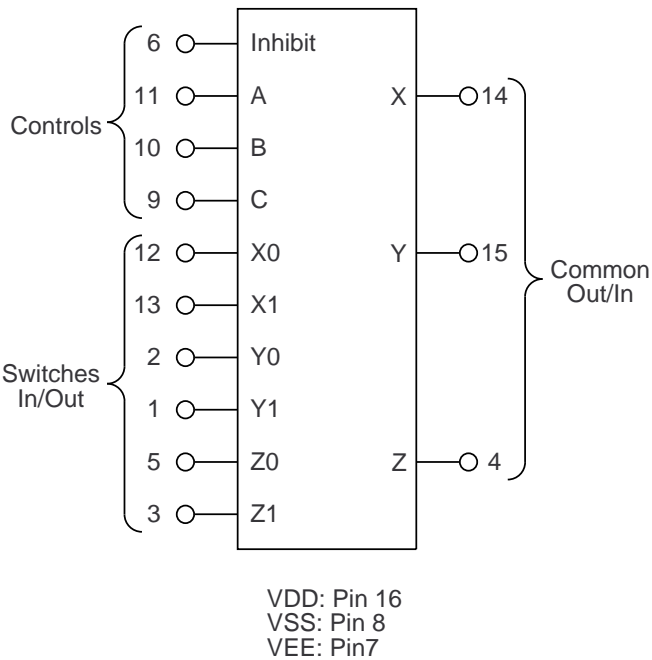 6 Inhibit
11 A X 14
Controls
10 B
9 C
12 X0 Y 15
Common
Out/In
13 X1
2 Y0
Switches
In/Out
1 Y1
5 Z0 Z 4
3 Z1
VDD: Pin 16
VSS: Pin 8
VEE: Pin7